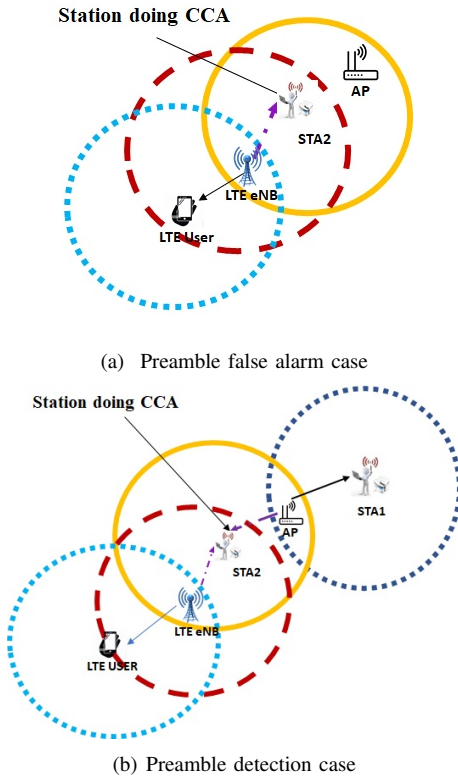 Station doing CCA
AP
STA2
LTE eNB
LTE User
(a) Preamble false alarm case
Station doing CCA
STA1
AP
STA2
LTE eNB
LTE USER
(b) Preamble detection case